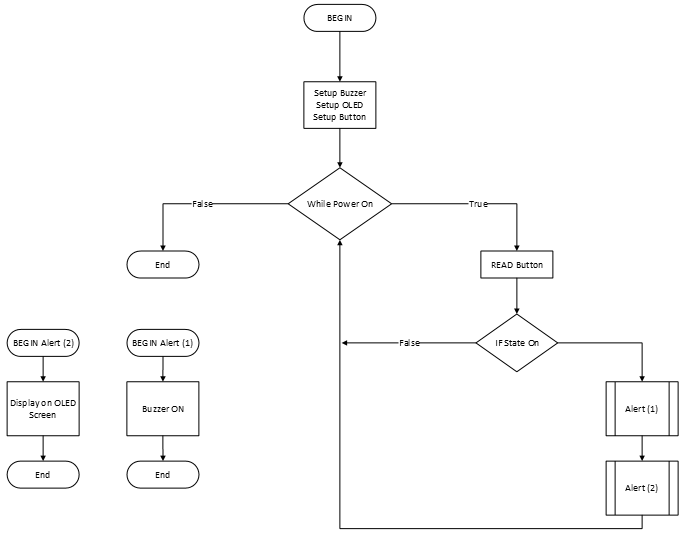 BEGIN
Setup Buzzer
Setup OLED
Setup Button
While Power On
False
True
End
READ Button
IF State On
False
BEGIN Alert (2)
BEGIN Alert (1)
Display on OLED
Screen
Buzzer ON
Alert (1)
End
End
Alert (2)